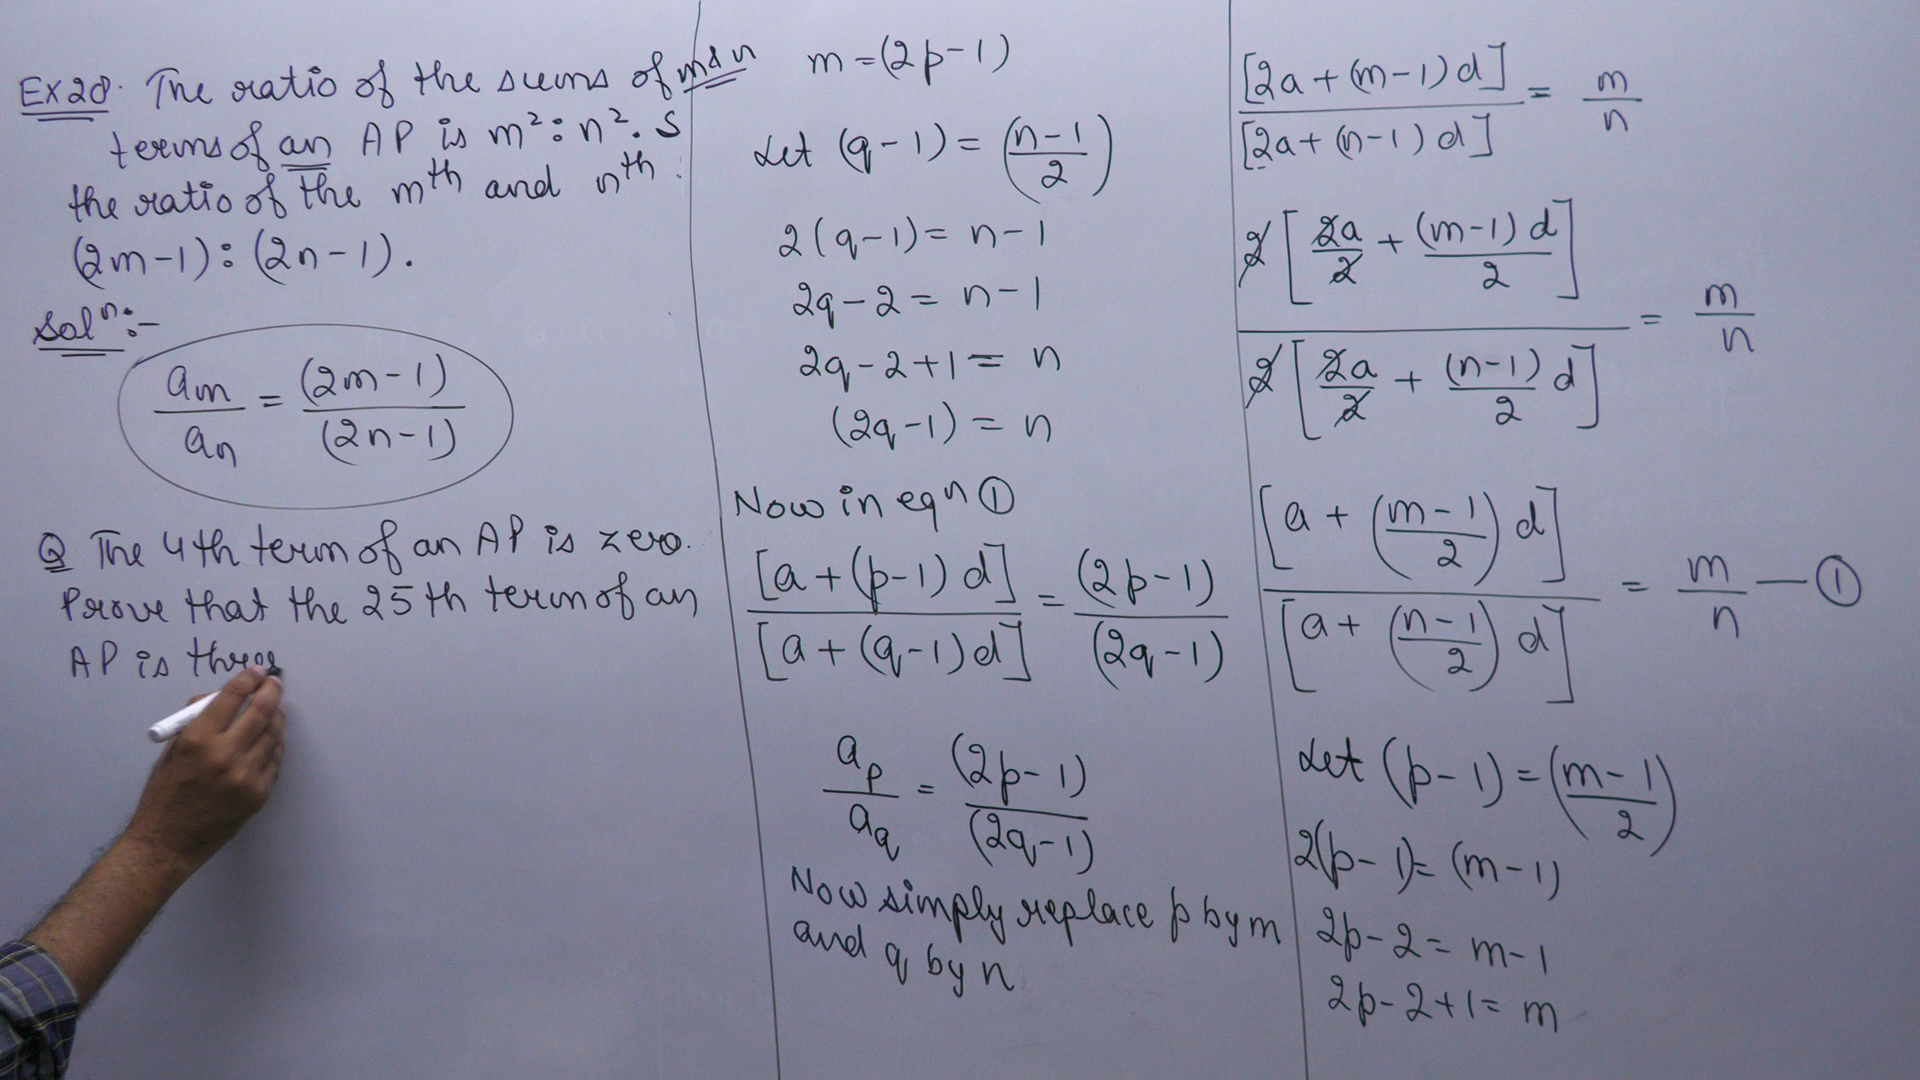 Ex 28. The ratio of the sums of m & n
terms of an AP is m² : n². S
the ratio of the mth and nth
(2m-1) : (2n-1).
Solⁿ:-
am/an = (2m-1)/(2n-1)
Q The 4th term of an AP is zero.
Prove that the 25th term of an
AP is three
m = (2p-1)
Let (q-1) = (n-1/2)
2(q-1) = n-1
2q-2 = n-1
2q-2+1 = n
(2q-1) = n
Now in eqn ①
[a+(p-1)d]/[a+(q-1)d] = (2p-1)/(2q-1)
ap/aq = (2p-1)/(2q-1)
Now simply replace p by m
and q by n
[2a+(m-1)d]/[2a+(n-1)d] = m/n
2[2a/2 + (m-1)d/2]/2[2a/2 + (n-1)d/2] = m/n
[a+(m-1/2)d]/[a+(n-1/2)d] = m/n — ①
Let (p-1) = (m-1/2)
2(p-1) = (m-1)
2p-2 = m-1
2p-2+1 = m